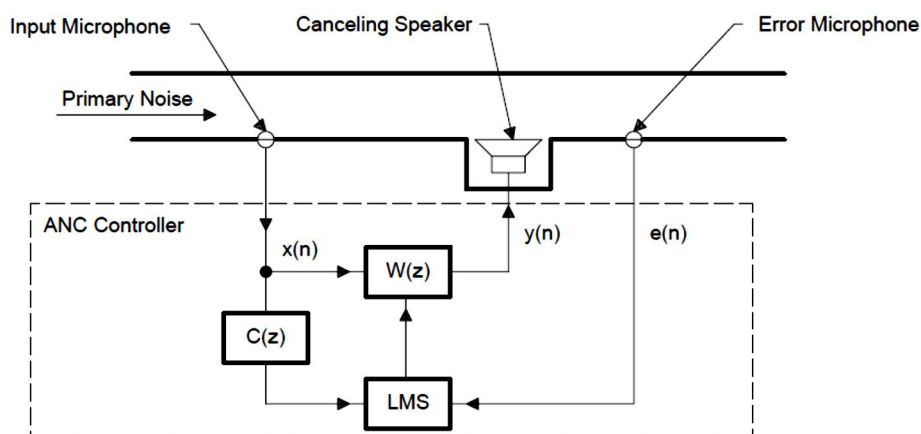 Input Microphone
Canceling Speaker
Error Microphone
Primary Noise
ANC Controller
x(n)
y(n)
e(n)
W(z)
C(z)
LMS